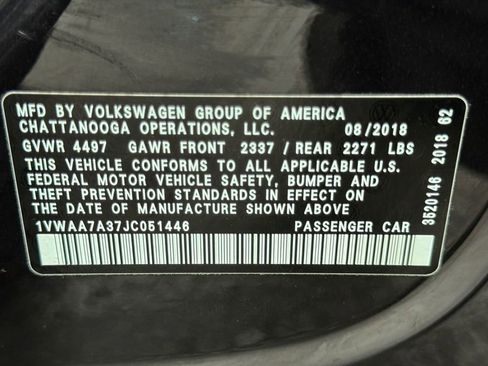 MFD BY VOLKSWAGEN GROUP OF AMERICA
CHATTANOOGA OPERATIONS, LLC. 08/2018
GVWR 4497 GAWR FRONT 2337 / REAR 2271 LBS
THIS VEHICLE CONFORMS TO ALL APPLICABLE U.S.
FEDERAL MOTOR VEHICLE SAFETY, BUMPER AND
THEFT PREVENTION STANDARDS IN EFFECT ON
THE DATE OF MANUFACTURE SHOWN ABOVE
1VWAA7A37JC051446 PASSENGER CAR
3520146 2018 62